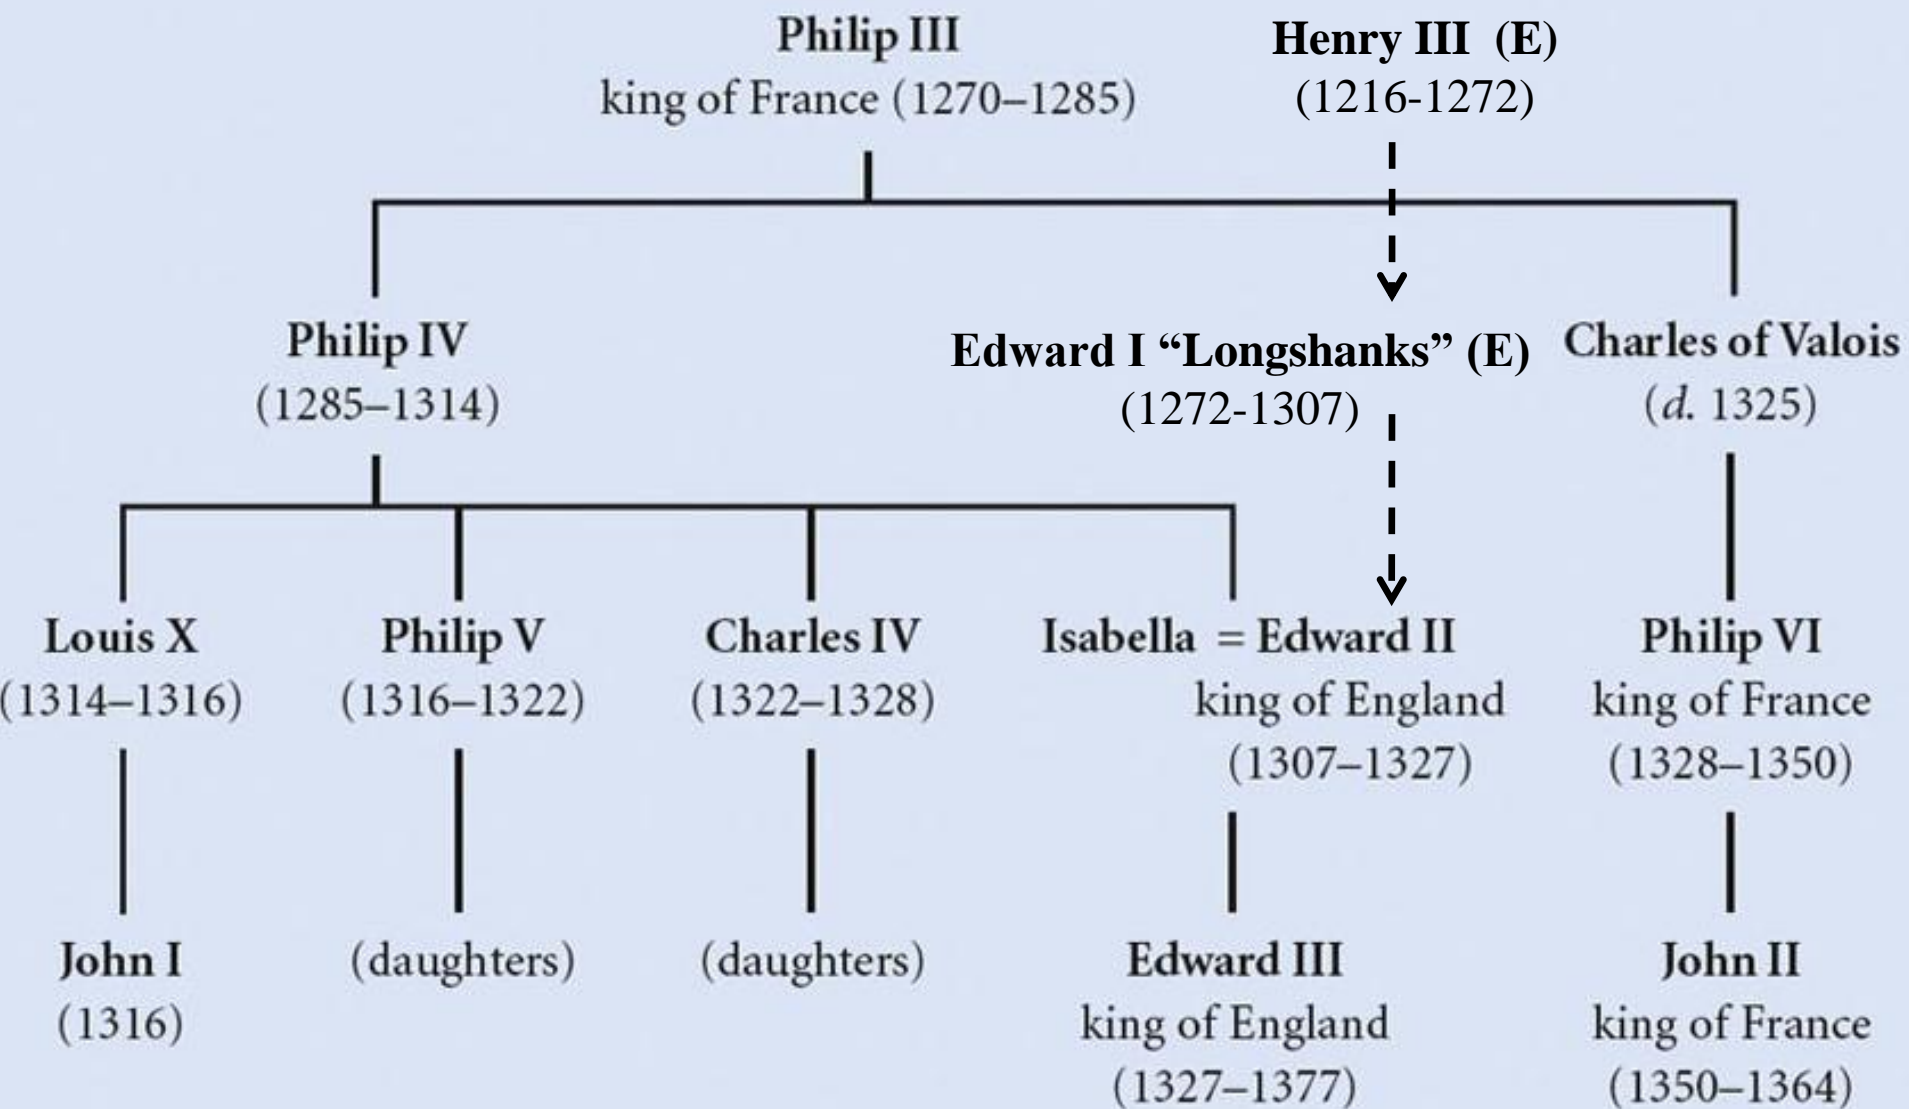 Philip III
king of France (1270–1285)
Henry III (E)
(1216-1272)
Philip IV
(1285–1314)
Edward I “Longshanks” (E)
(1272-1307)
Charles of Valois
(d. 1325)
Louis X
(1314–1316)
Philip V
(1316–1322)
Charles IV
(1322–1328)
Isabella = Edward II
king of England
(1307–1327)
Philip VI
king of France
(1328–1350)
John I
(1316)
(daughters)
(daughters)
Edward III
king of England
(1327–1377)
John II
king of France
(1350–1364)